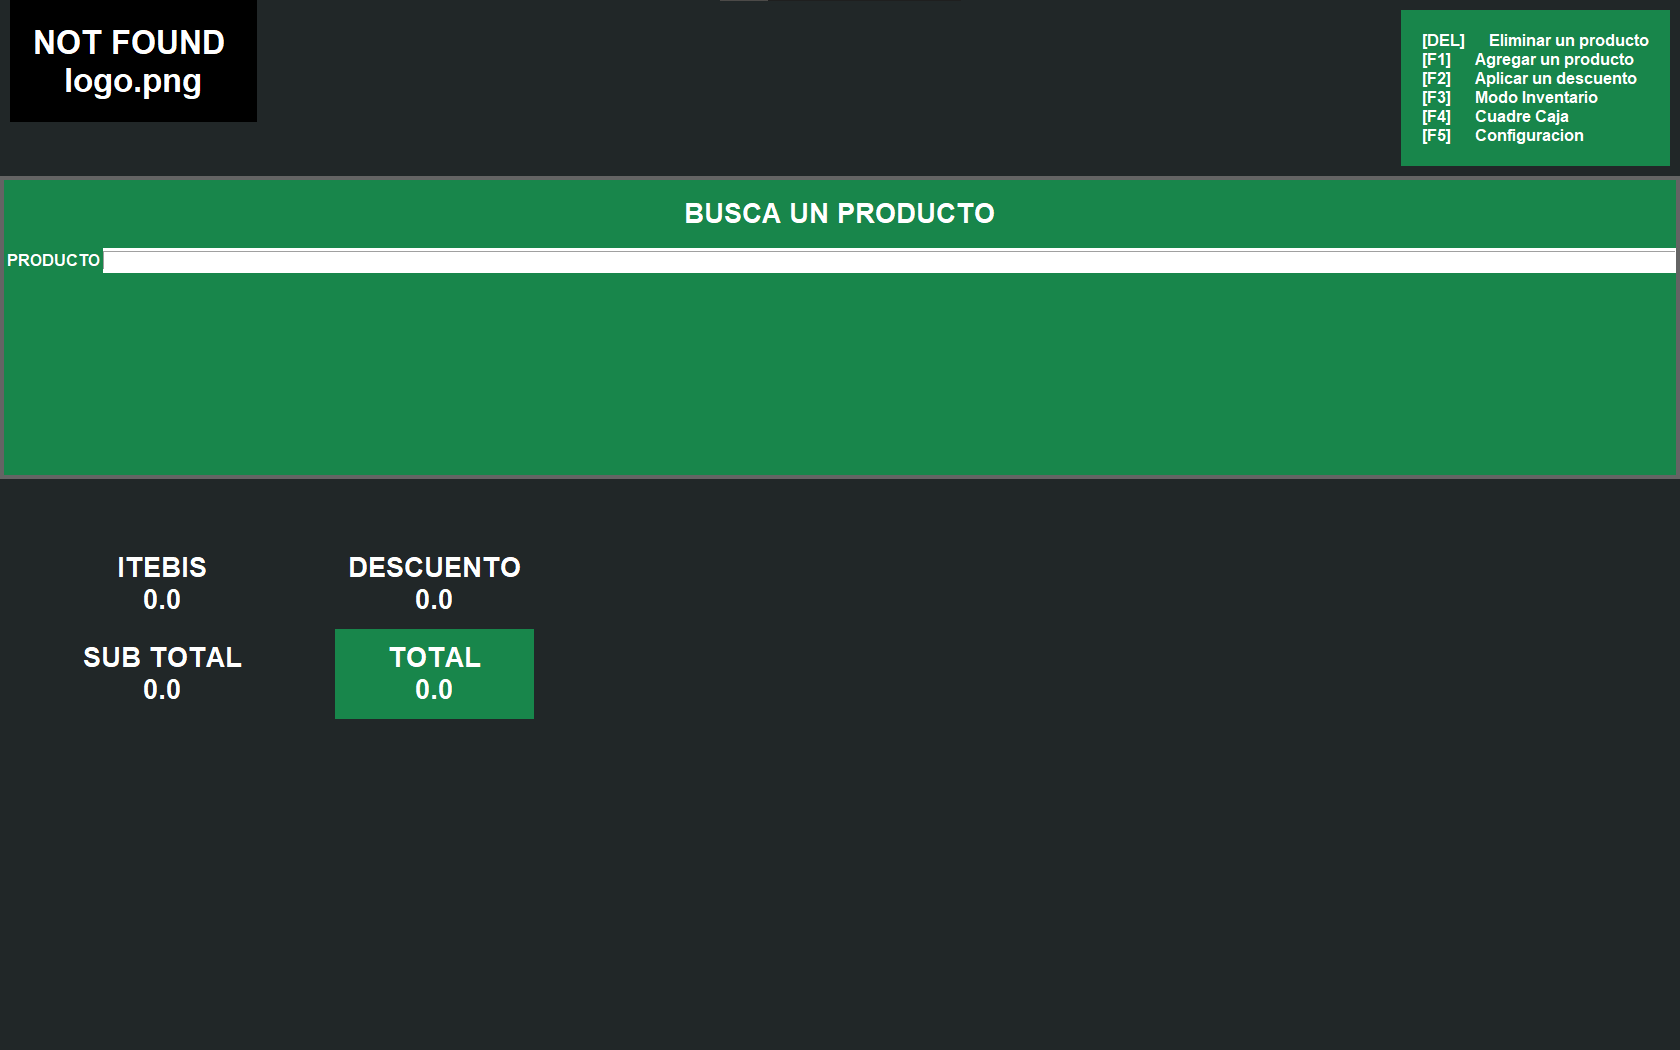 NOT FOUND
logo.png
[DEL] Eliminar un producto
[F1] Agregar un producto
[F2] Aplicar un descuento
[F3] Modo Inventario
[F4] Cuadre Caja
[F5] Configuracion
BUSCA UN PRODUCTO
PRODUCTO
ITEBIS
0.0
DESCUENTO
0.0
SUB TOTAL
0.0
TOTAL
0.0